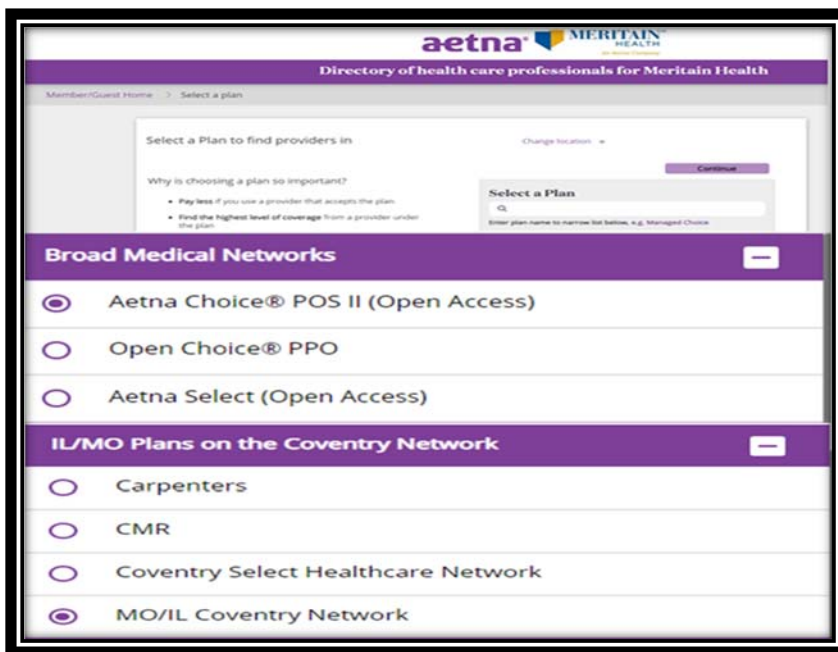 aetna® MERITAIN™
HEALTH
an Aetna Company
Directory of health care professionals for Meritain Health
Member/Guest Home > Select a plan
Select a Plan to find providers in
Change location
Continue
Why is choosing a plan so important?
Select a Plan
• Pay less if you use a provider that accepts the plan
• Find the highest level of coverage from a provider under
the plan
Enter plan name to narrow list below, e.g. Managed Choice
Broad Medical Networks
Aetna Choice® POS II (Open Access)
Open Choice® PPO
Aetna Select (Open Access)
IL/MO Plans on the Coventry Network
Carpenters
CMR
Coventry Select Healthcare Network
MO/IL Coventry Network